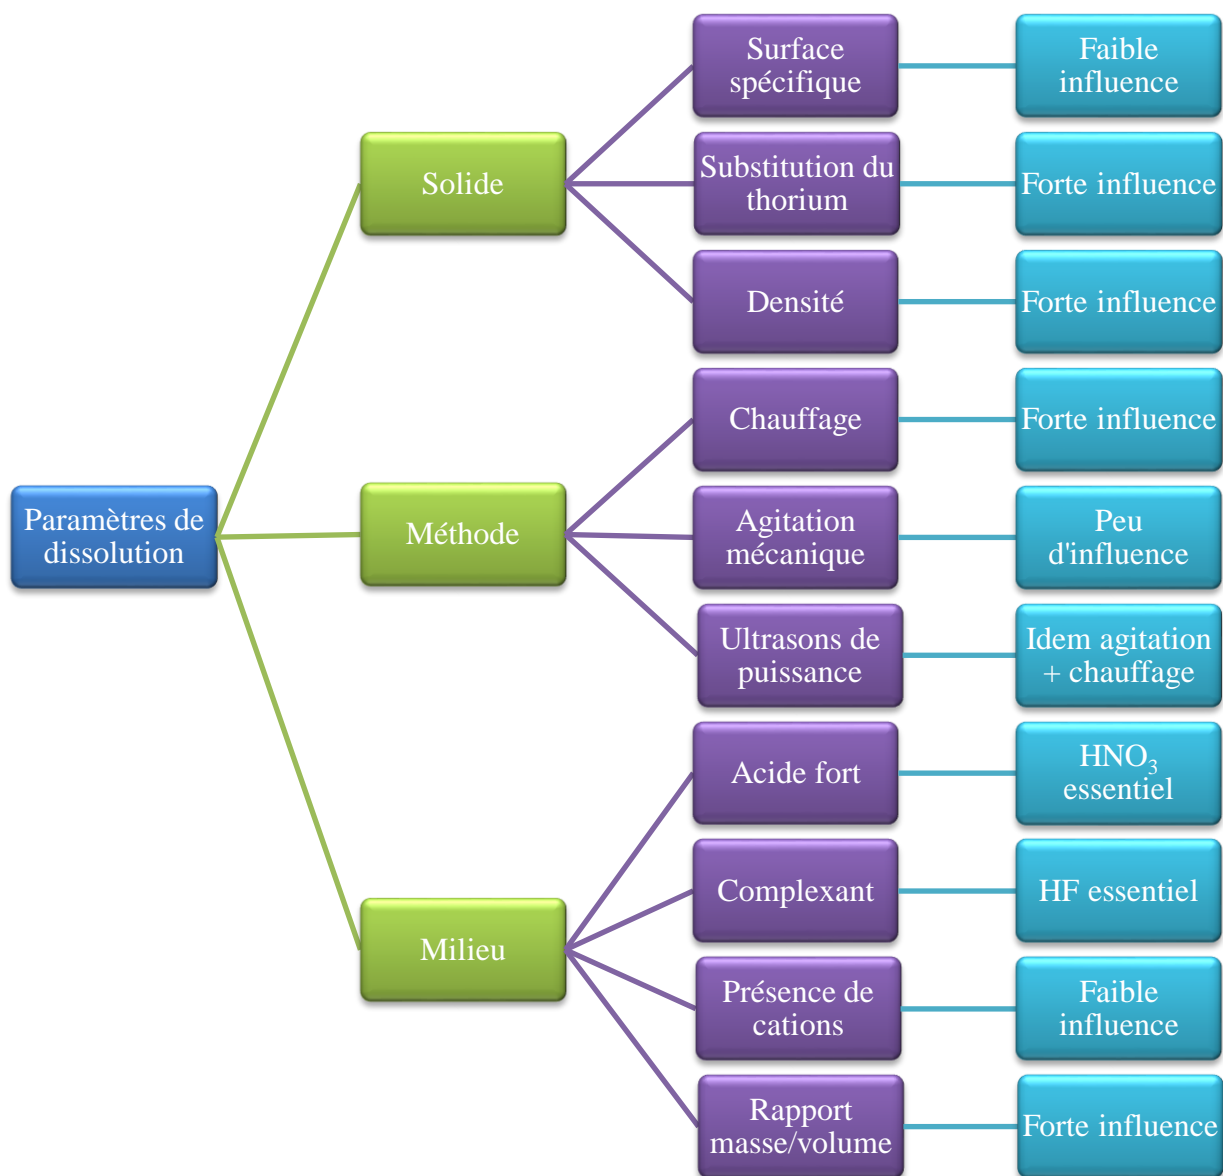 Paramètres de
dissolution
Solide
Surface
spécifique
Faible
influence
Substitution du
thorium
Forte influence
Densité
Forte influence
Méthode
Chauffage
Forte influence
Agitation
mécanique
Peu
d'influence
Ultrasons de
puissance
Idem agitation
+ chauffage
Milieu
Acide fort
HNO₃
essentiel
Complexant
HF essentiel
Présence de
cations
Faible
influence
Rapport
masse/volume
Forte influence